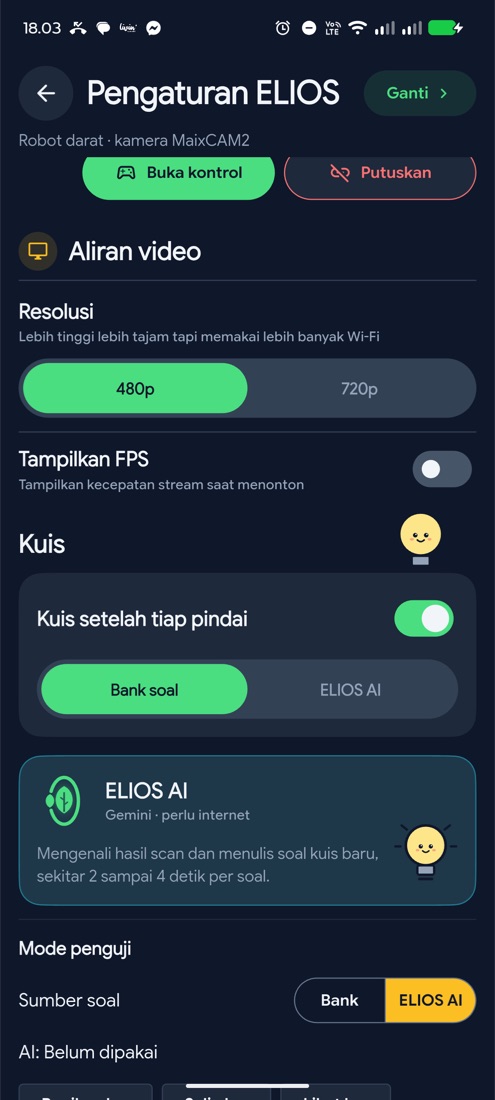 18.03
Vo)) LTE
Pengaturan ELIOS
Ganti
Robot darat · kamera MaixCAM2
Buka kontrol
Putuskan
Aliran video
Resolusi
Lebih tinggi lebih tajam tapi memakai lebih banyak Wi-Fi
480p
720p
Tampilkan FPS
Tampilkan kecepatan stream saat menonton
Kuis
Kuis setelah tiap pindai
Bank soal
ELIOS AI
ELIOS AI
Gemini · perlu internet
Mengenali hasil scan dan menulis soal kuis baru,
sekitar 2 sampai 4 detik per soal.
Mode penguji
Sumber soal
Bank
ELIOS AI
AI: Belum dipakai